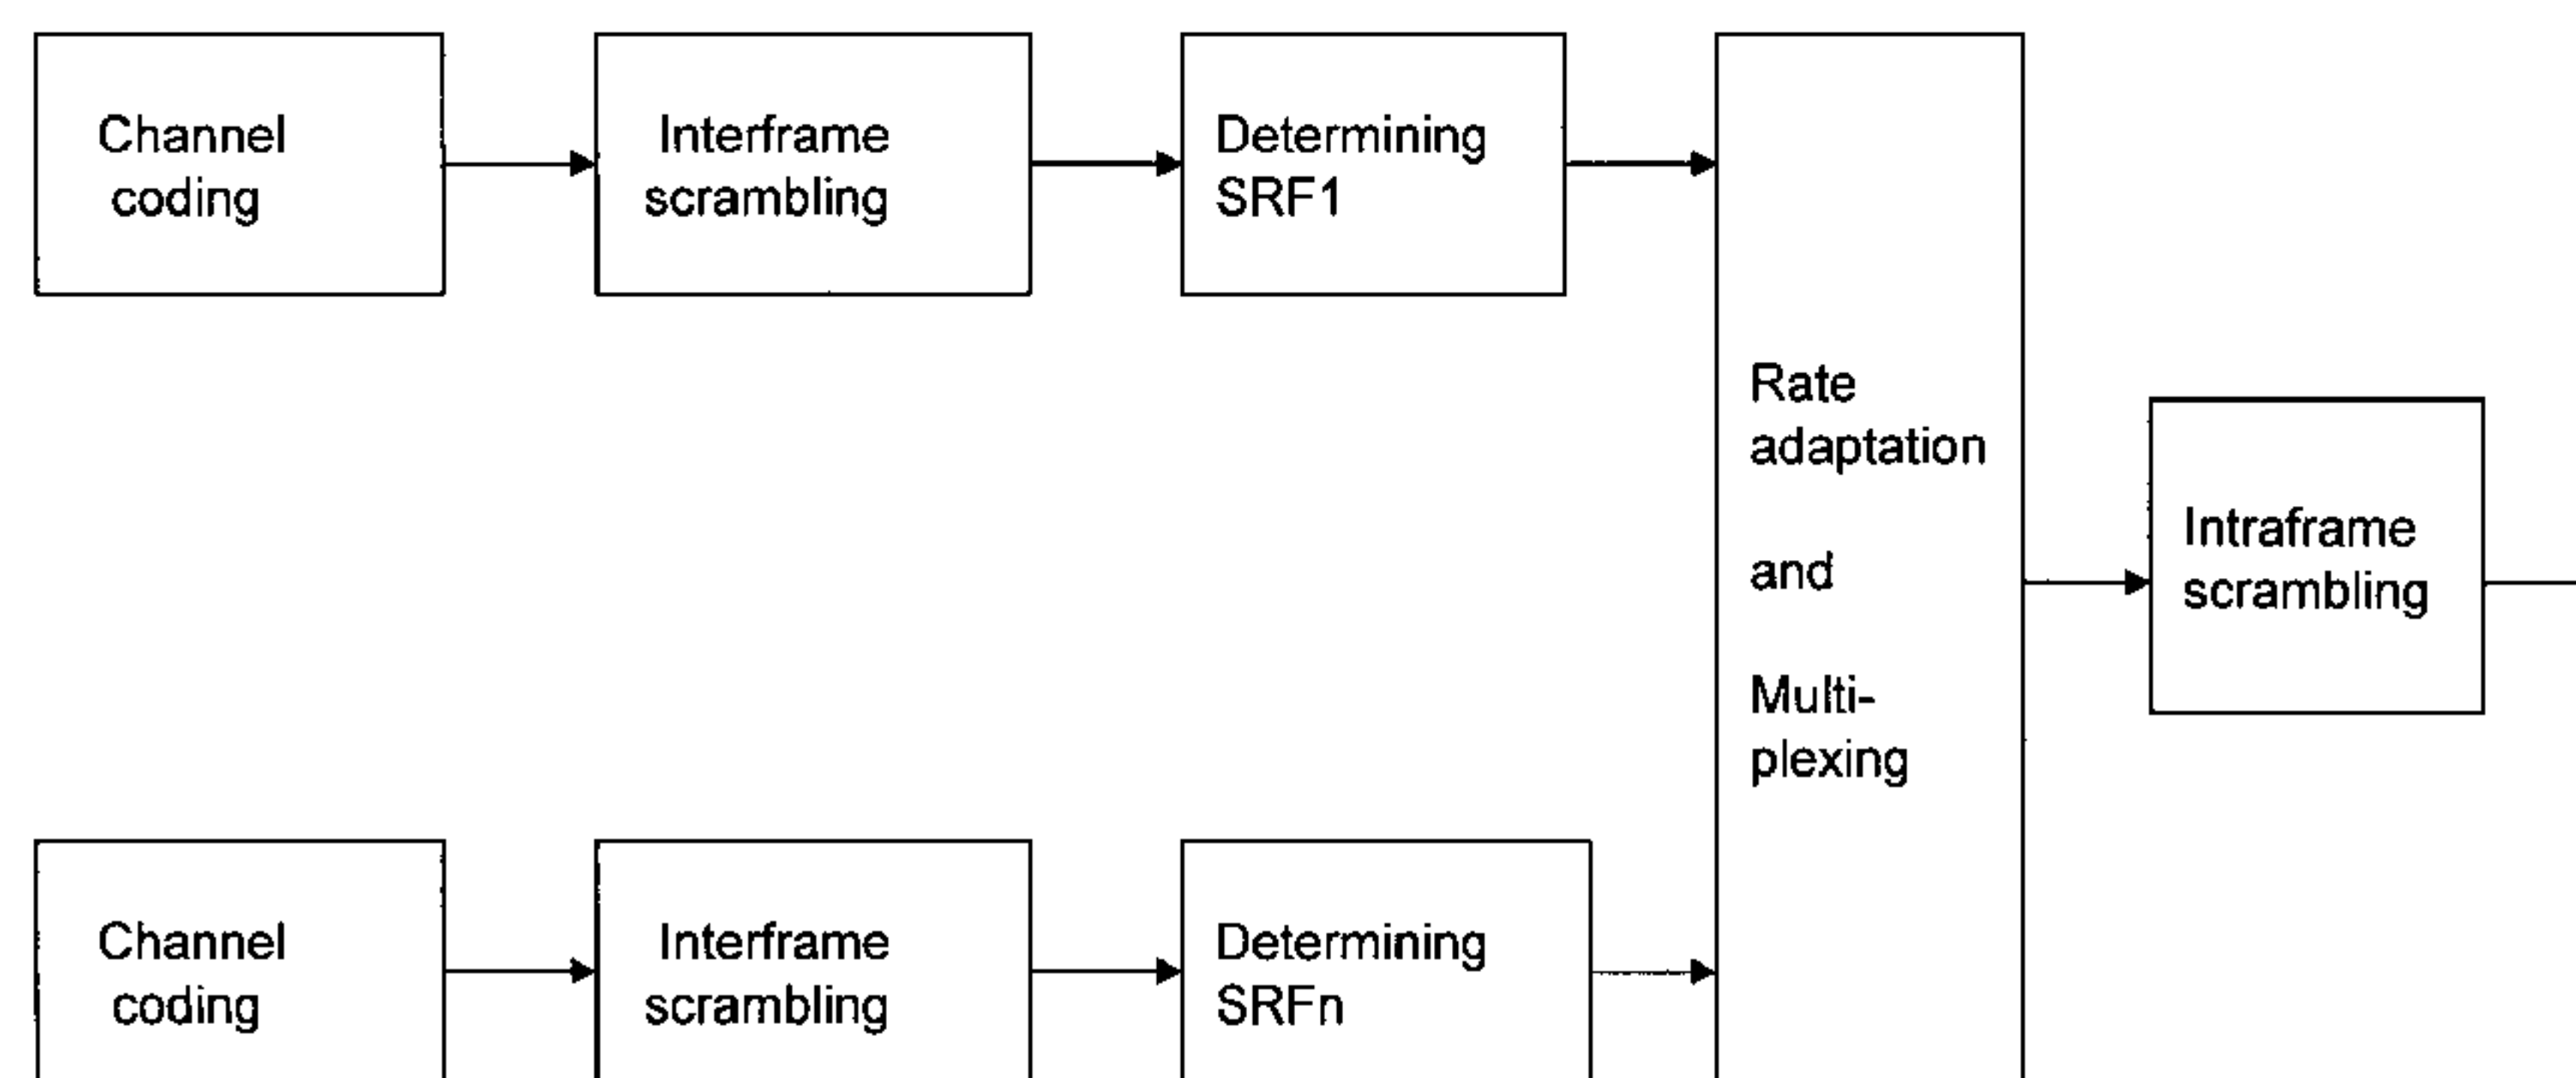 Channel
coding
Interframe
scrambling
Determining
SRF1
Rate
adaptation
and
Multi-
plexing
Intraframe
scrambling
Channel
coding
Interframe
scrambling
Determining
SRFn